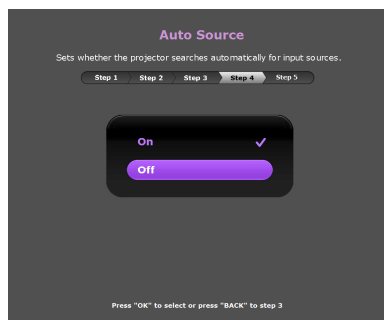 Auto Source
Sets whether the projector searches automatically for input sources.
Step 1 Step 2 Step 3 Step 4 Step 5
On
Off
Press "OK" to select or press "BACK" to step 3